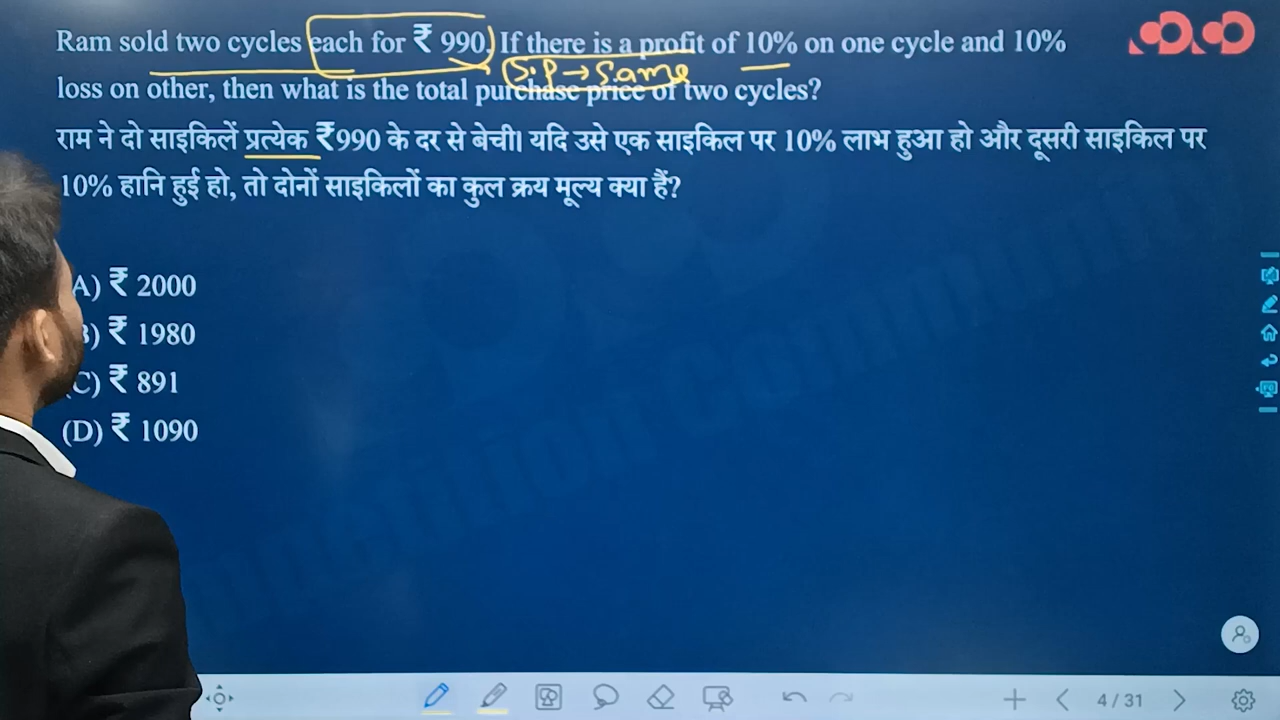 Ram sold two cycles each for ₹ 990. If there is a profit of 10% on one cycle and 10%
S.P → Same
loss on other, then what is the total purchase price of two cycles?
राम ने दो साइकिलें प्रत्येक ₹990 के दर से बेची। यदि उसे एक साइकिल पर 10% लाभ हुआ हो और दूसरी साइकिल पर
10% हानि हुई हो, तो दोनों साइकिलों का कुल क्रय मूल्य क्या हैं?
A) ₹ 2000
B) ₹ 1980
(C) ₹ 891
(D) ₹ 1090
4 / 31